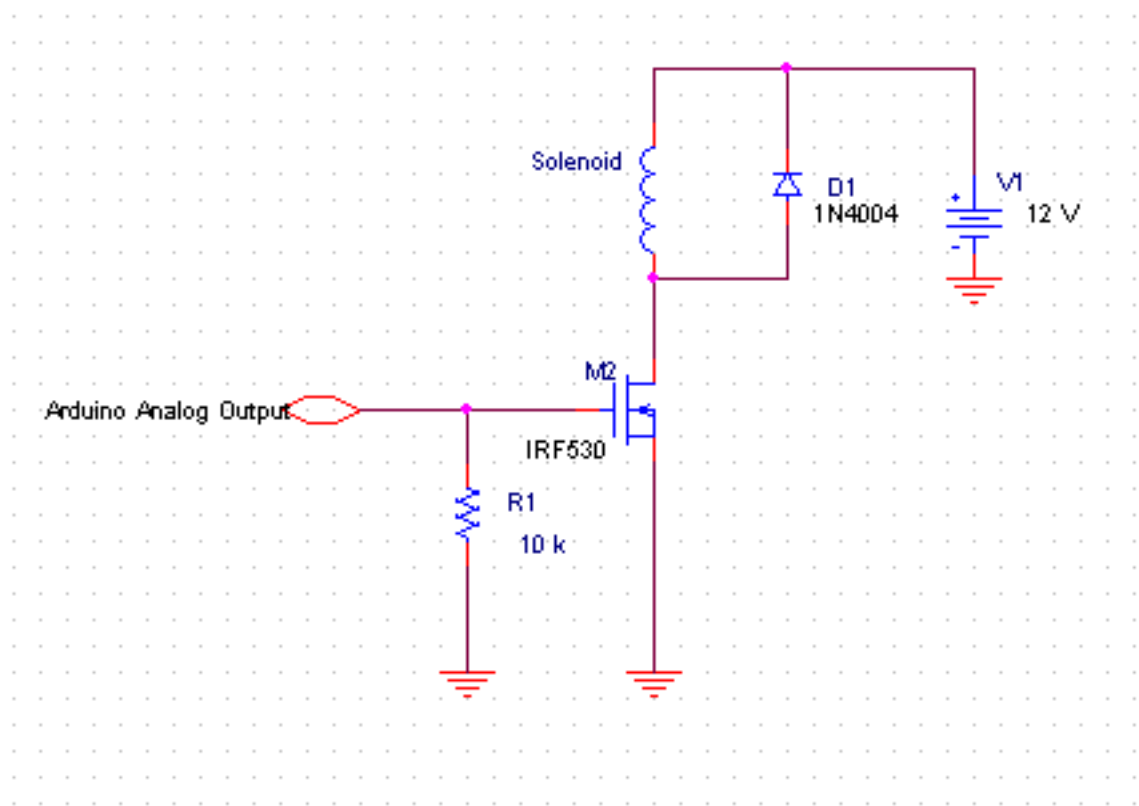 Solenoid
D1
1N4004
V1
+
12 V
-
M2
Arduino Analog Output
IRF530
R1
10 k